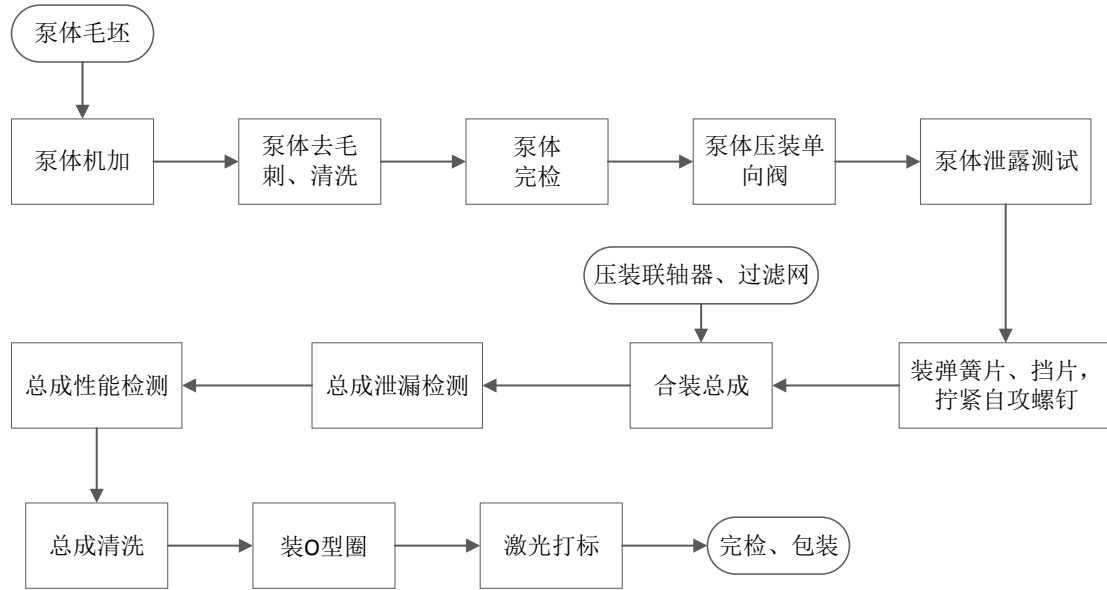 泵体毛坯
泵体机加
泵体去毛
刺、清洗
泵体
完检
泵体压装单
向阀
泵体泄露测试
压装联轴器、过滤网
装弹簧片、挡片，
拧紧自攻螺钉
合装总成
总成泄漏检测
总成性能检测
总成清洗
装O型圈
激光打标
完检、包装